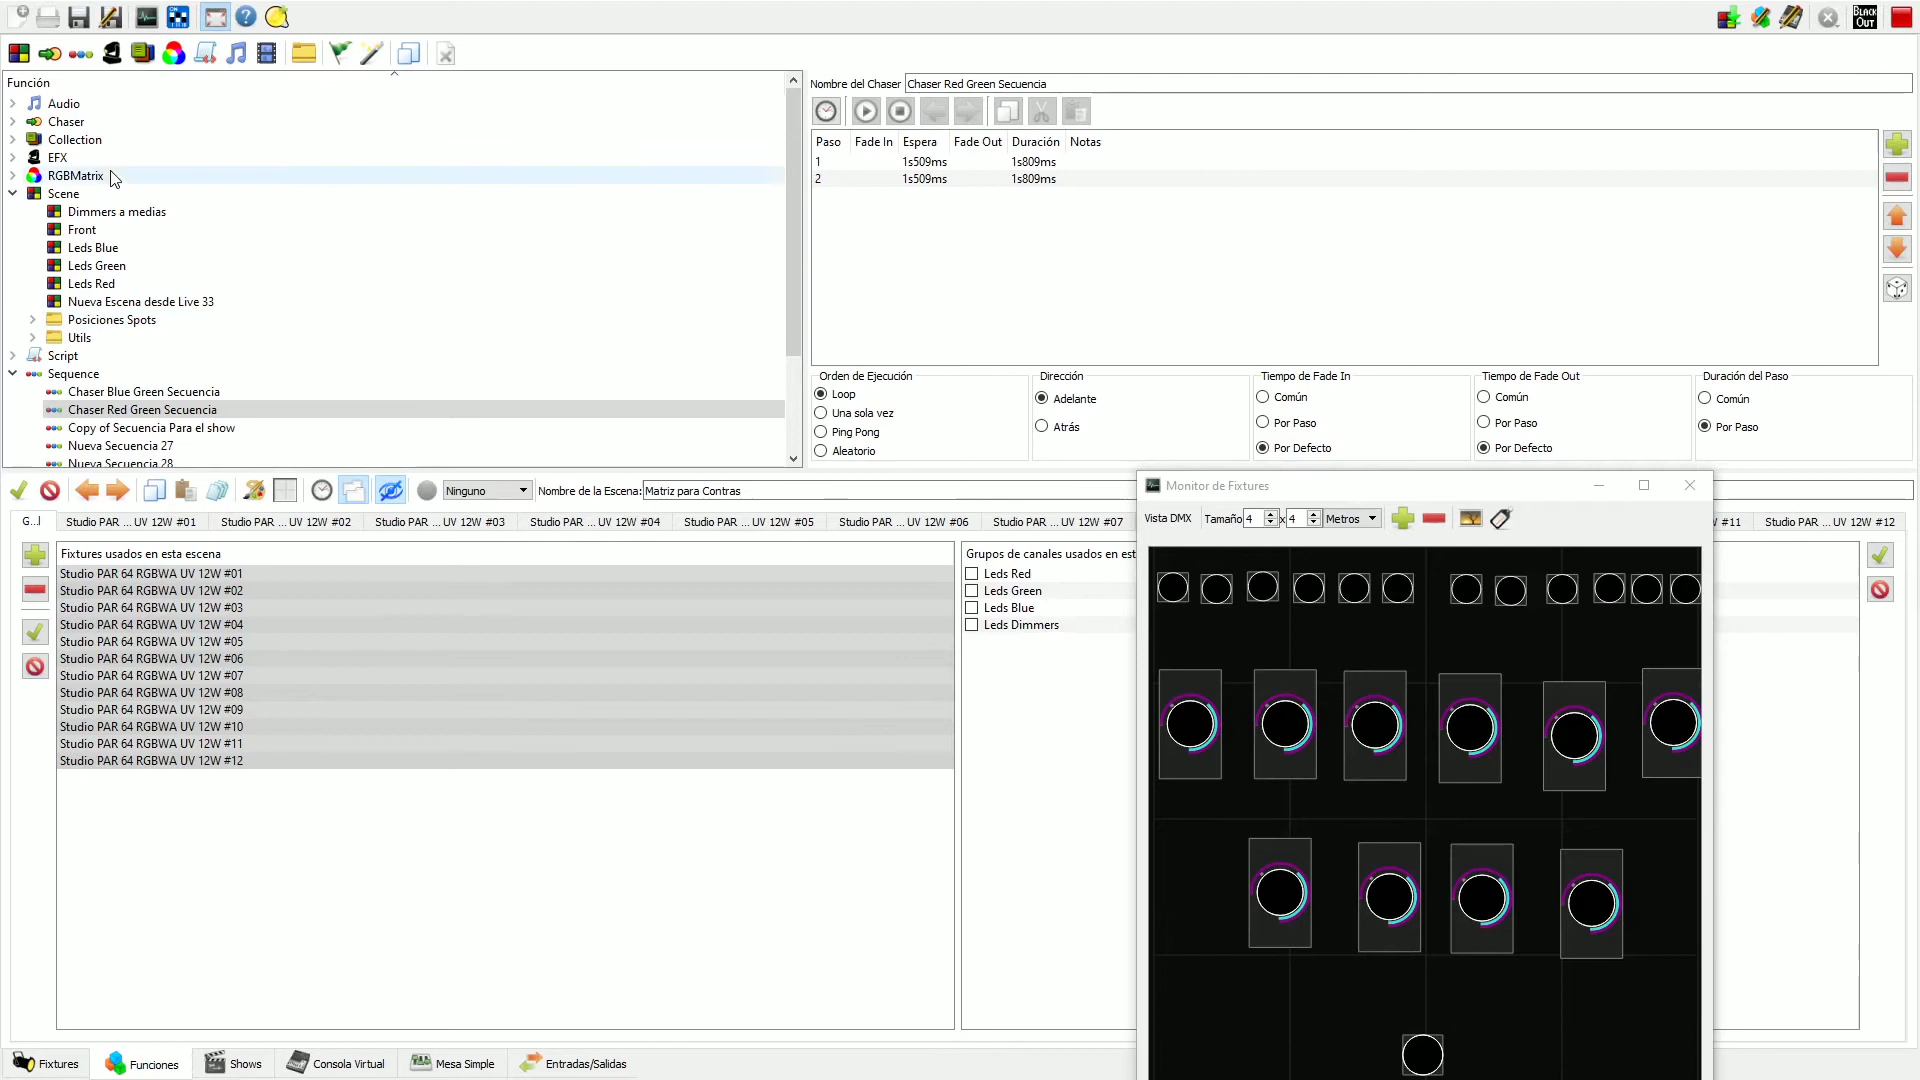 BLACK OUT
Función
Audio
Chaser
Collection
EFX
RGBMatrix
Scene
Dimmers a medias
Front
Leds Blue
Leds Green
Leds Red
Nueva Escena desde Live 33
Posiciones Spots
Utils
Script
Sequence
Chaser Blue Green Secuencia
Chaser Red Green Secuencia
Copy of Secuencia Para el show
Nueva Secuencia 27
Nueva Secuencia 28
Nombre del Chaser Chaser Red Green Secuencia
Paso Fade In Espera Fade Out Duración Notas
1 1s509ms 1s809ms
2 1s509ms 1s809ms
Orden de Ejecución
Loop
Una sola vez
Ping Pong
Aleatorio
Dirección
Adelante
Atrás
Tiempo de Fade In
Común
Por Paso
Por Defecto
Tiempo de Fade Out
Común
Por Paso
Por Defecto
Duración del Paso
Común
Por Paso
Ninguno Nombre de la Escena: Matriz para Contras
G...l Studio PAR ... UV 12W #01 Studio PAR ... UV 12W #02 Studio PAR ... UV 12W #03 Studio PAR ... UV 12W #04 Studio PAR ... UV 12W #05 Studio PAR ... UV 12W #06 Studio PAR ... UV 12W #07 W #11 Studio PAR ... UV 12W #12
Fixtures usados en esta escena
Studio PAR 64 RGBWA UV 12W #01
Studio PAR 64 RGBWA UV 12W #02
Studio PAR 64 RGBWA UV 12W #03
Studio PAR 64 RGBWA UV 12W #04
Studio PAR 64 RGBWA UV 12W #05
Studio PAR 64 RGBWA UV 12W #06
Studio PAR 64 RGBWA UV 12W #07
Studio PAR 64 RGBWA UV 12W #08
Studio PAR 64 RGBWA UV 12W #09
Studio PAR 64 RGBWA UV 12W #10
Studio PAR 64 RGBWA UV 12W #11
Studio PAR 64 RGBWA UV 12W #12
Grupos de canales usados en est
Leds Red
Leds Green
Leds Blue
Leds Dimmers
Monitor de Fixtures
Vista DMX Tamaño 4 x 4 Metros
Fixtures Funciones Shows Consola Virtual Mesa Simple Entradas/Salidas